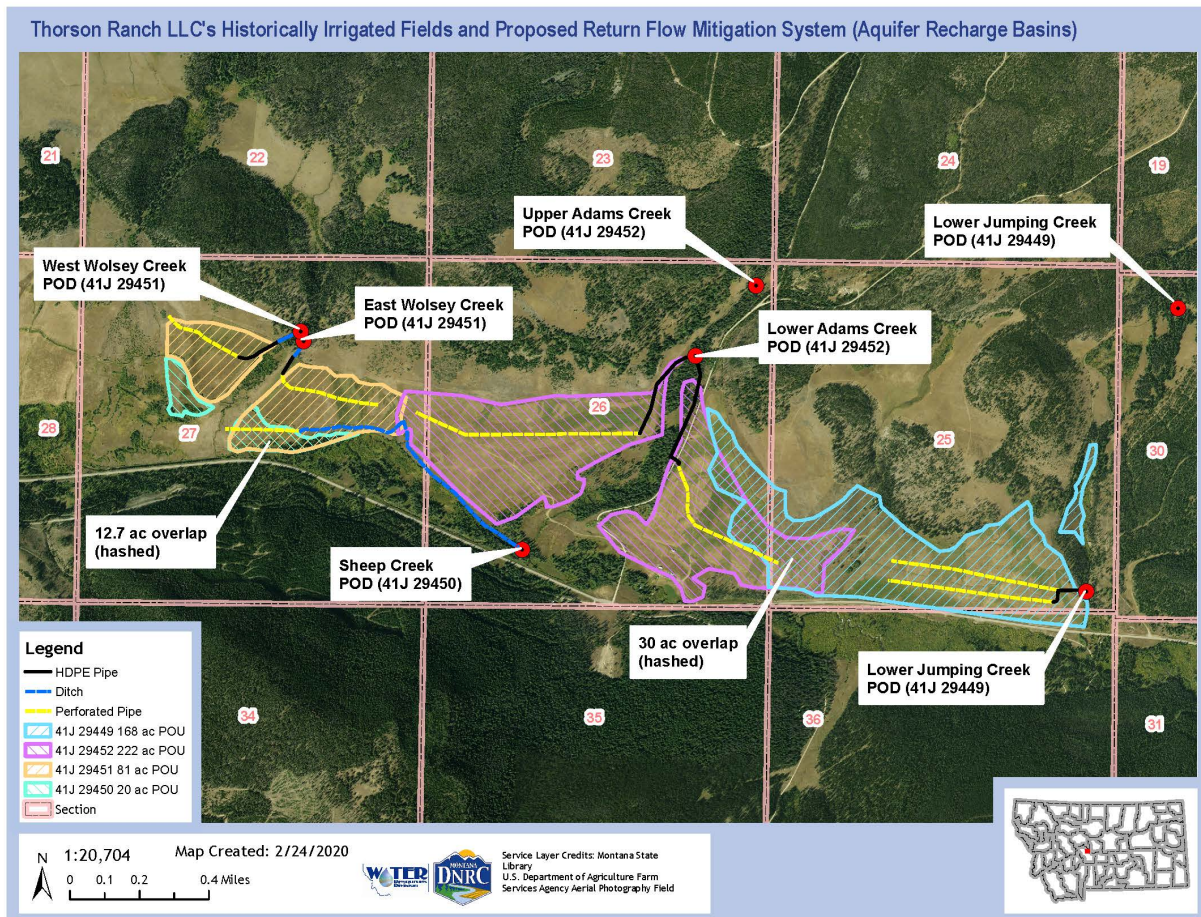 Thorson Ranch LLC's Historically Irrigated Fields and Proposed Return Flow Mitigation System (Aquifer Recharge Basins)
21
22
23
24
19
Upper Adams Creek
POD (41J 29452)
Lower Jumping Creek
POD (41J 29449)
West Wolsey Creek
POD (41J 29451)
East Wolsey Creek
POD (41J 29451)
Lower Adams Creek
POD (41J 29452)
28
27
26
25
30
12.7 ac overlap
(hashed)
Sheep Creek
POD (41J 29450)
30 ac overlap
(hashed)
Lower Jumping Creek
POD (41J 29449)
34
35
36
31
Legend
HDPE Pipe
Ditch
Perforated Pipe
41J 29449 168 ac POU
41J 29452 222 ac POU
41J 29451 81 ac POU
41J 29450 20 ac POU
Section
N
1:20,704
Map Created: 2/24/2020
0 0.1 0.2 0.4 Miles
WATER
Division
MONTANA
DNRC
Service Layer Credits: Montana State
Library
U.S. Department of Agriculture Farm
Services Agency Aerial Photography Field